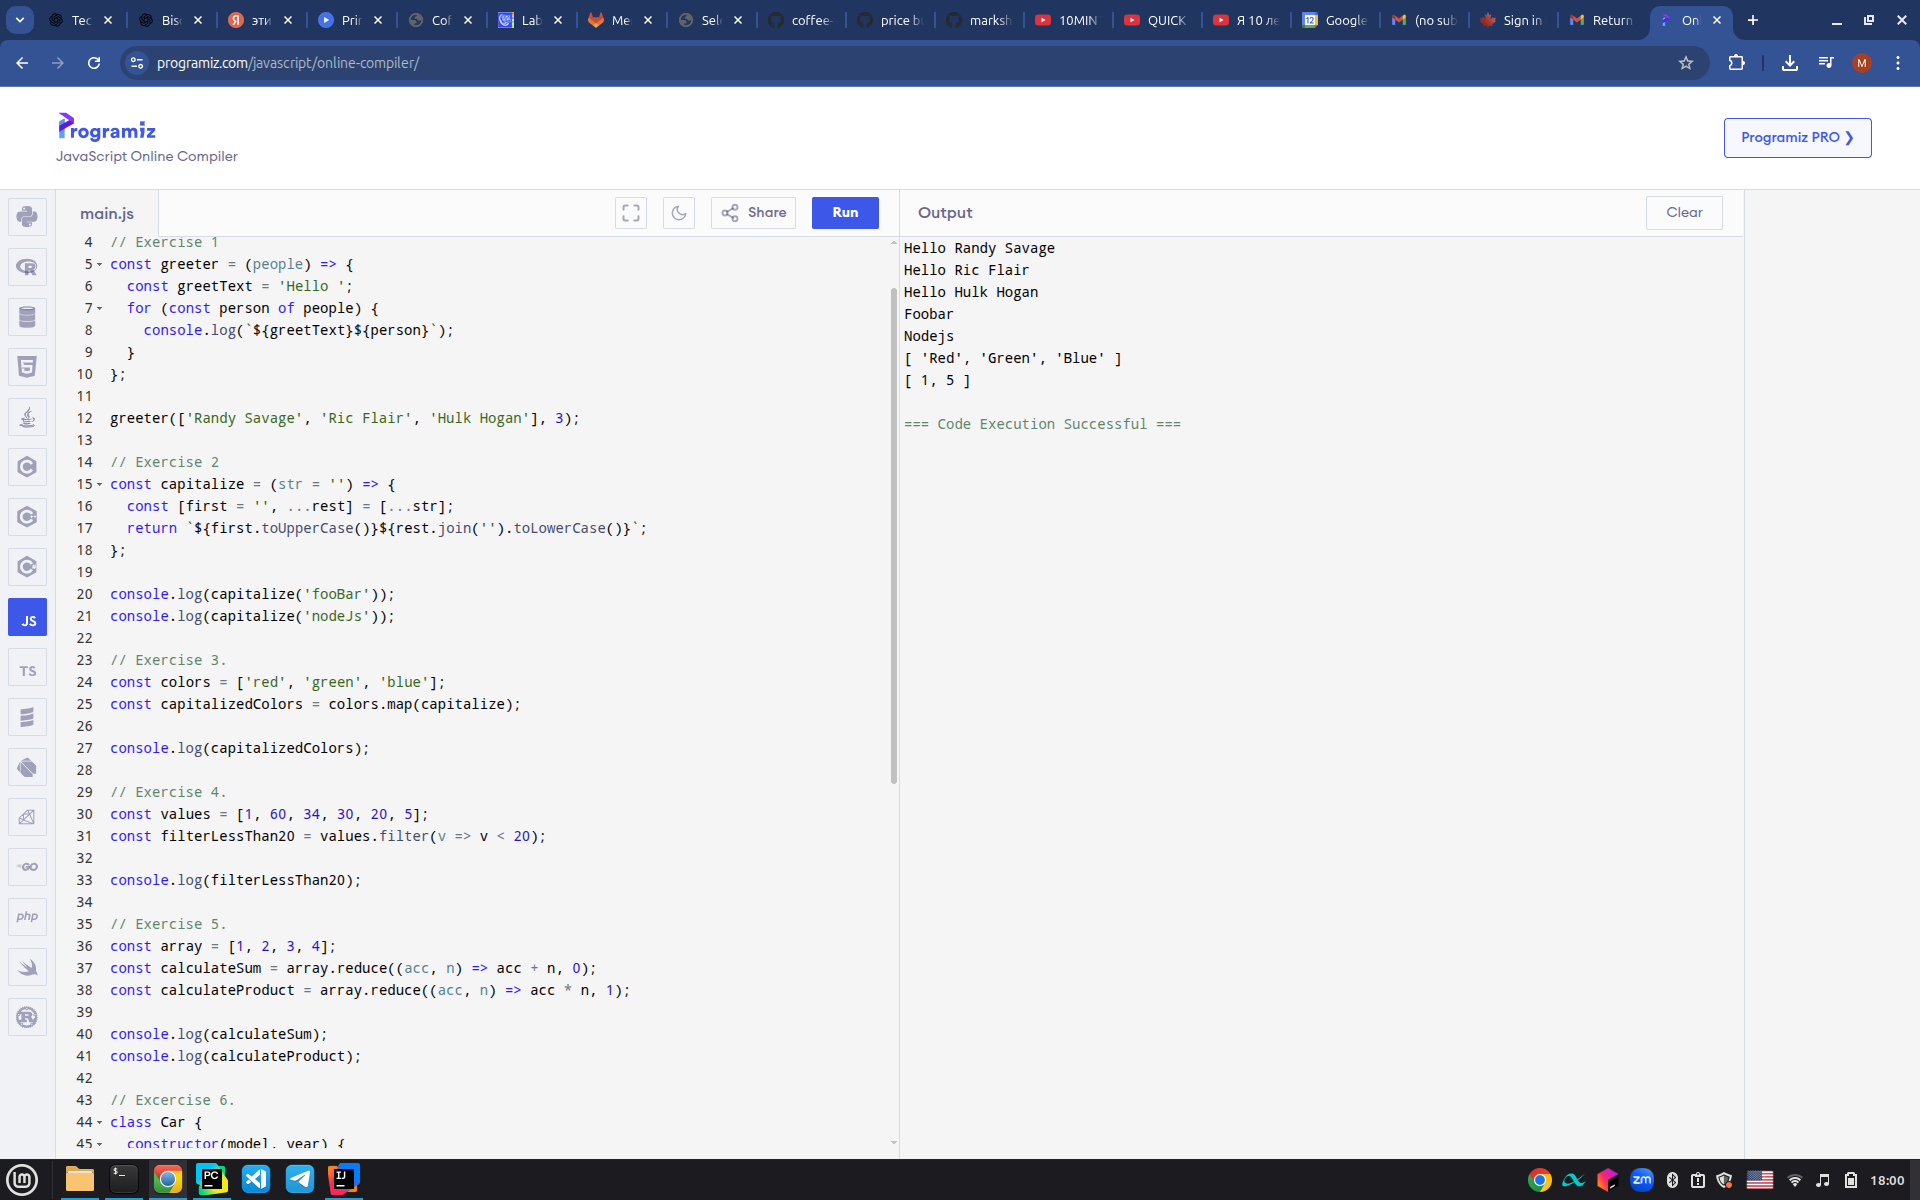 Tec
Bisc
эти
Prir
Cof
Lab
Me
Sel
coffee-
price b
marksh
10MIN
QUICK
Я 10 ле
Google
(no sub
Sign in
Return
Onl
programiz.com/javascript/online-compiler/
M
Programiz
JavaScript Online Compiler
Programiz PRO ❯
main.js
Share
Run
Output
Clear
4 // Exercise 1
5 const greeter = (people) => {
6 const greetText = 'Hello ';
7 for (const person of people) {
8 console.log(`${greetText}${person}`);
9 }
10 };
11
12 greeter(['Randy Savage', 'Ric Flair', 'Hulk Hogan'], 3);
13
14 // Exercise 2
15 const capitalize = (str = '') => {
16 const [first = '', ...rest] = [...str];
17 return `${first.toUpperCase()}${rest.join('').toLowerCase()}`;
18 };
19
20 console.log(capitalize('fooBar'));
21 console.log(capitalize('nodeJs'));
22
23 // Exercise 3.
24 const colors = ['red', 'green', 'blue'];
25 const capitalizedColors = colors.map(capitalize);
26
27 console.log(capitalizedColors);
28
29 // Exercise 4.
30 const values = [1, 60, 34, 30, 20, 5];
31 const filterLessThan20 = values.filter(v => v < 20);
32
33 console.log(filterLessThan20);
34
35 // Exercise 5.
36 const array = [1, 2, 3, 4];
37 const calculateSum = array.reduce((acc, n) => acc + n, 0);
38 const calculateProduct = array.reduce((acc, n) => acc * n, 1);
39
40 console.log(calculateSum);
41 console.log(calculateProduct);
42
43 // Excercise 6.
44 class Car {
45 constructor(model, year) {
Hello Randy Savage
Hello Ric Flair
Hello Hulk Hogan
Foobar
Nodejs
[ 'Red', 'Green', 'Blue' ]
[ 1, 5 ]
=== Code Execution Successful ===
JS
TS
GO
php
PC
IJ
zm
18:00